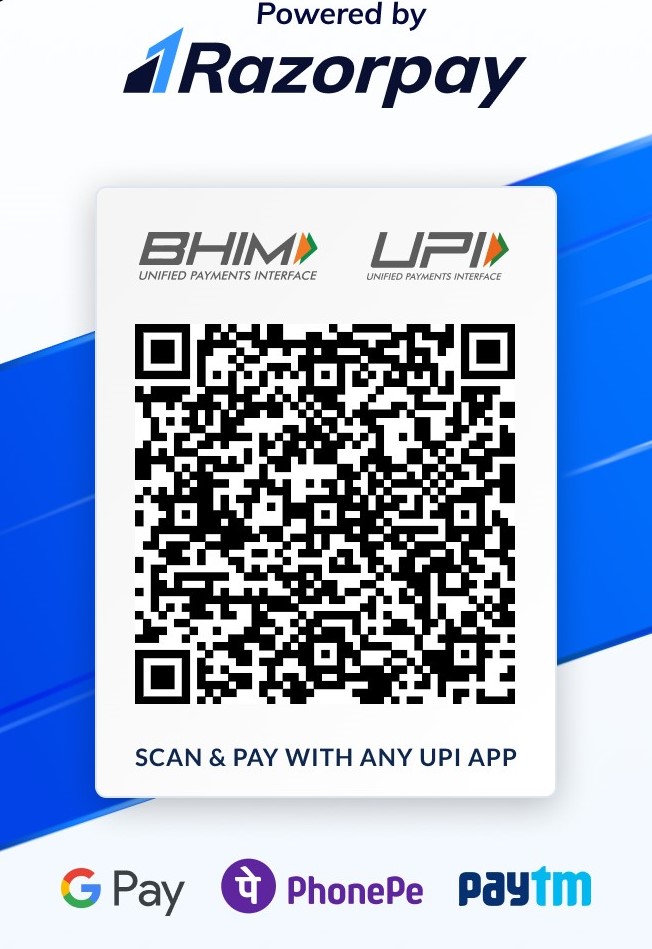 Powered by
Razorpay
BHIM UPI
UNIFIED PAYMENTS INTERFACE UNIFIED PAYMENTS INTERFACE
SCAN & PAY WITH ANY UPI APP
G Pay पे PhonePe paytm